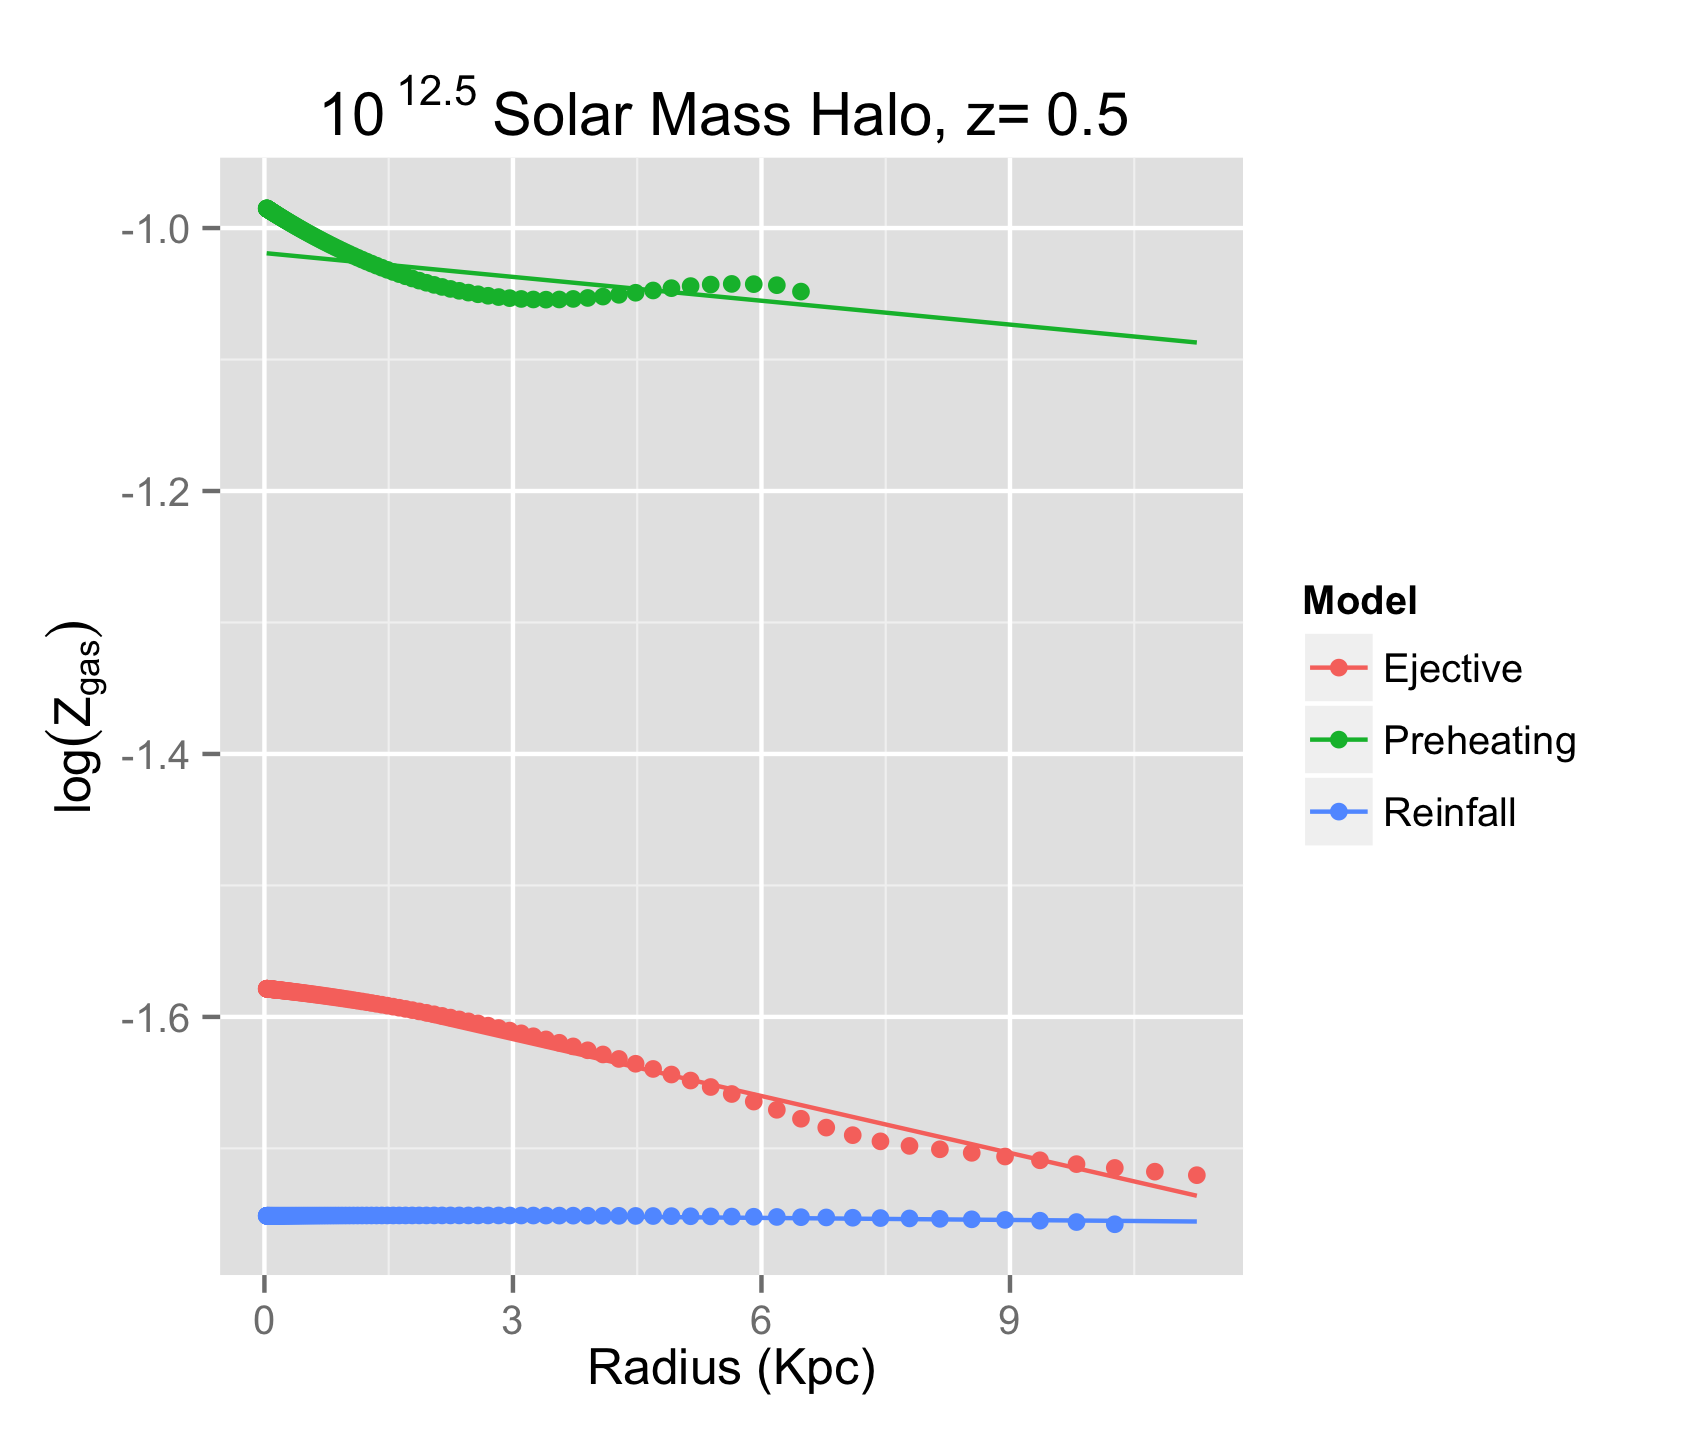 10 12.5 Solar Mass Halo, z= 0.5
log(Zgas)
-1.0
-1.2
-1.4
-1.6
0 3 6 9
Radius (Kpc)
Model
Ejective
Preheating
Reinfall